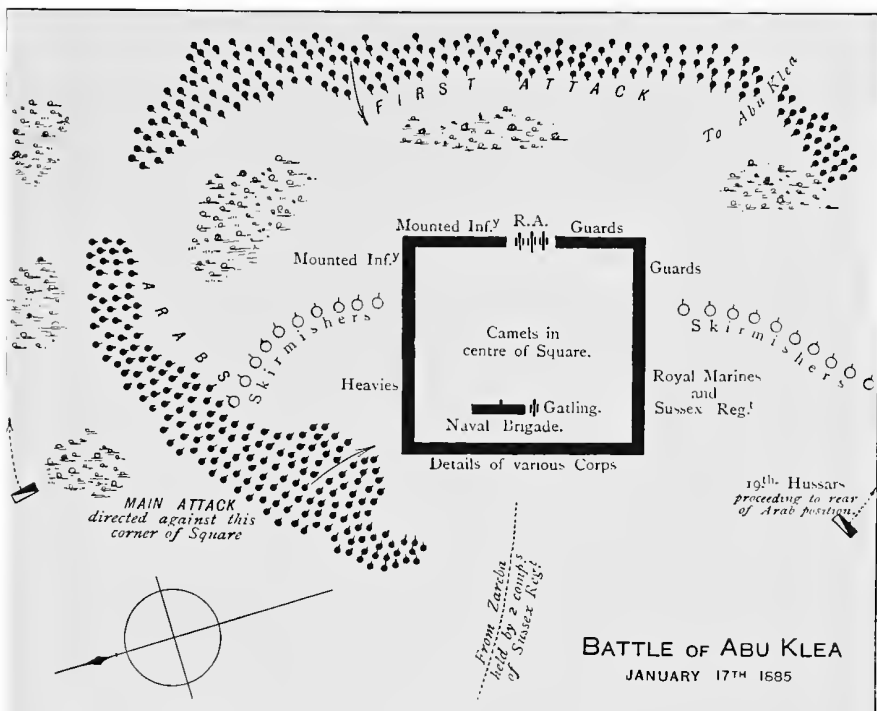 FIRST ATTACK
To Abu Klea
Mounted Inf.y
R.A.
Guards
Mounted Inf.y
Guards
ARABS
Skirmishers
Skirmishers
Camels in
centre of Square.
Heavies
Royal Marines
and
Sussex Reg.t
Gatling.
Naval Brigade.
Details of various Corps
MAIN ATTACK
directed against this
corner of Square
19th. Hussars
proceeding to rear
of Arab position.
From Zareba
held by 2 comp.s
of Sussex Reg.t
BATTLE OF ABU KLEA
JANUARY 17TH 1885